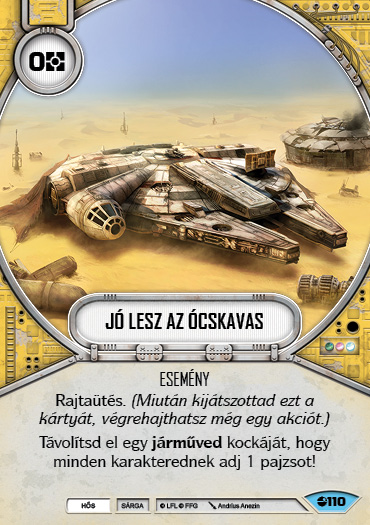 0
JÓ LESZ AZ ÓCSKAVAS
ESEMÉNY
Rajtaütés. (Miután kijátszottad ezt a
kártyát, végrehajthatsz még egy akciót.)
Távolítsd el egy járműved kockáját, hogy
minden karakterednek adj 1 pajzsot!
HŐS
SÁRGA
© LFL © FFG
Andrius Anezin
110